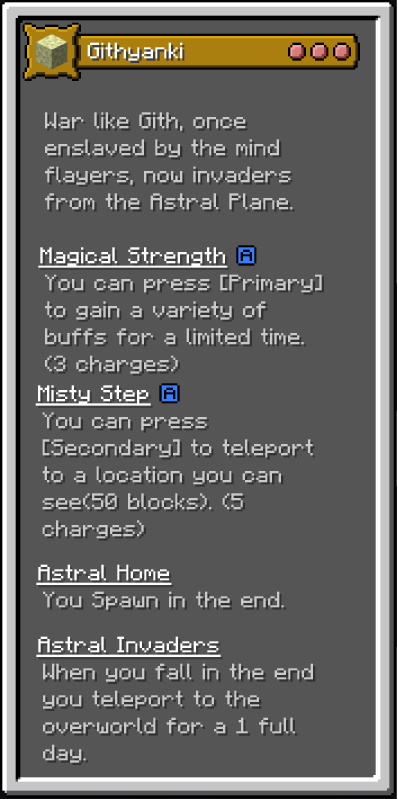 Githyanki
War like Gith, once
enslaved by the mind
flayers, now invaders
from the Astral Plane.
Magical Strength A
You can press [Primary]
to gain a variety of
buffs for a limited time.
(3 charges)
Misty Step A
You can press
[Secondary] to teleport
to a location you can
see(50 blocks). (5
charges)
Astral Home
You Spawn in the end.
Astral Invaders
When you fall in the end
you teleport to the
overworld for a 1 full
day.